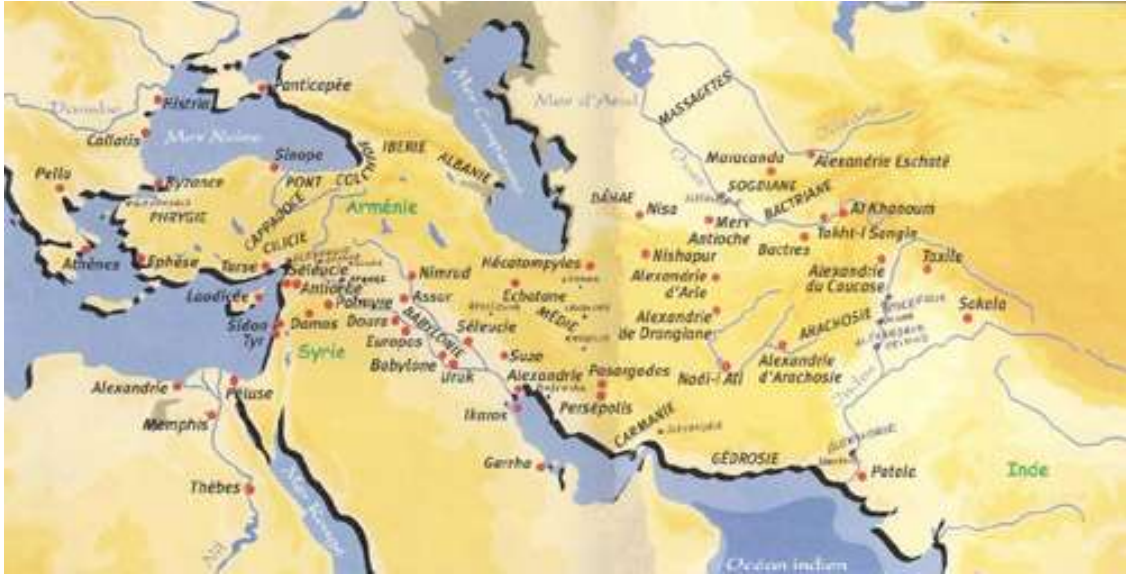 Danube
Histria
Callatis
Panticapée
Mer Noire
Mer Caspienne
Mer d'Aral
MASSAGETES
Maracanda
Alexandrie Eschaté
IBERIE
ALBANIE
Sinope
PONT
Pella
Byzance
PHRYGIE
Arménie
CAPPADOCE
CILICIE
SOGDIANE
BACTRIANE
DAHAE
Nisa
Merv
Antioche
Aï Khanoum
Takht-i Sangin
Bactres
Athènes
Ephèse
Tarse
Séleucie
Antioche
Nimrud
Hécatompylos
Nishapur
Alexandrie
d'Arie
Alexandrie
du Caucase
Taxila
Laodicée
Palmyre
Assur
Ecbatane
MÉDIE
Alexandrie
de Drangiane
ARACHOSIE
Sakala
Sidon
Tyr
Damas
Syrie
Doura
Europos
BABYLONIE
Séleucie
Babylone
Uruk
Suse
Pasargades
Nadi-i Ali
Alexandrie
d'Arachosie
Indus
Alexandrie
Péluse
Memphis
Alexandrie
Ikaros
Persépolis
CARMANIE
GÉDROSIE
Gerrha
Thèbes
Nil
Mer Rouge
Patala
Inde
Océan indien